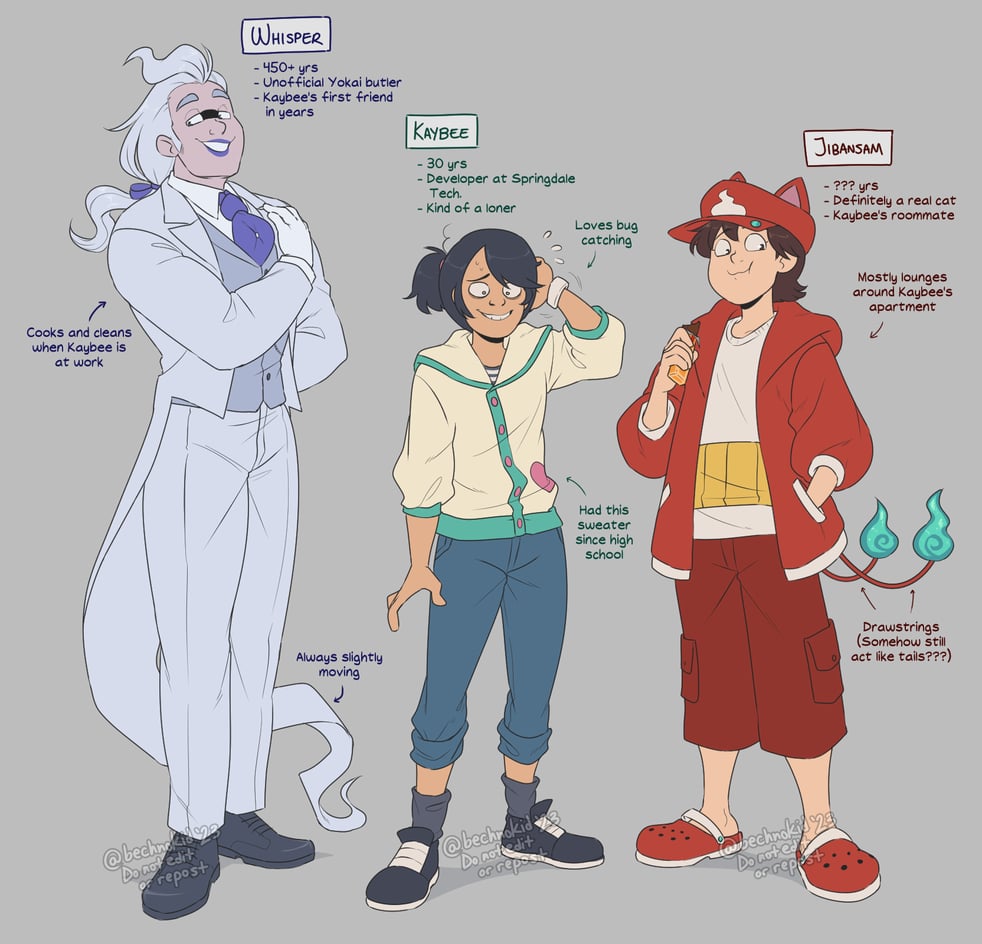 WHISPER
- 450+ yrs
- Unofficial Yokai butler
- Kaybee's first friend
in years
Cooks and cleans
when Kaybee is
at work
Always slightly
moving
KAYBEE
- 30 yrs
- Developer at Springdale
Tech.
- Kind of a loner
Loves bug
catching
Had this
sweater
since high
school
JIBANSAM
- ??? yrs
- Definitely a real cat
- Kaybee's roommate
Mostly lounges
around Kaybee's
apartment
Drawstrings
(Somehow still
act like tails???)
@bechnokid '23
Do not edit
or repost
@bechnokid '23
Do not edit
or repost
@bechnokid '23
Do not edit
or repost